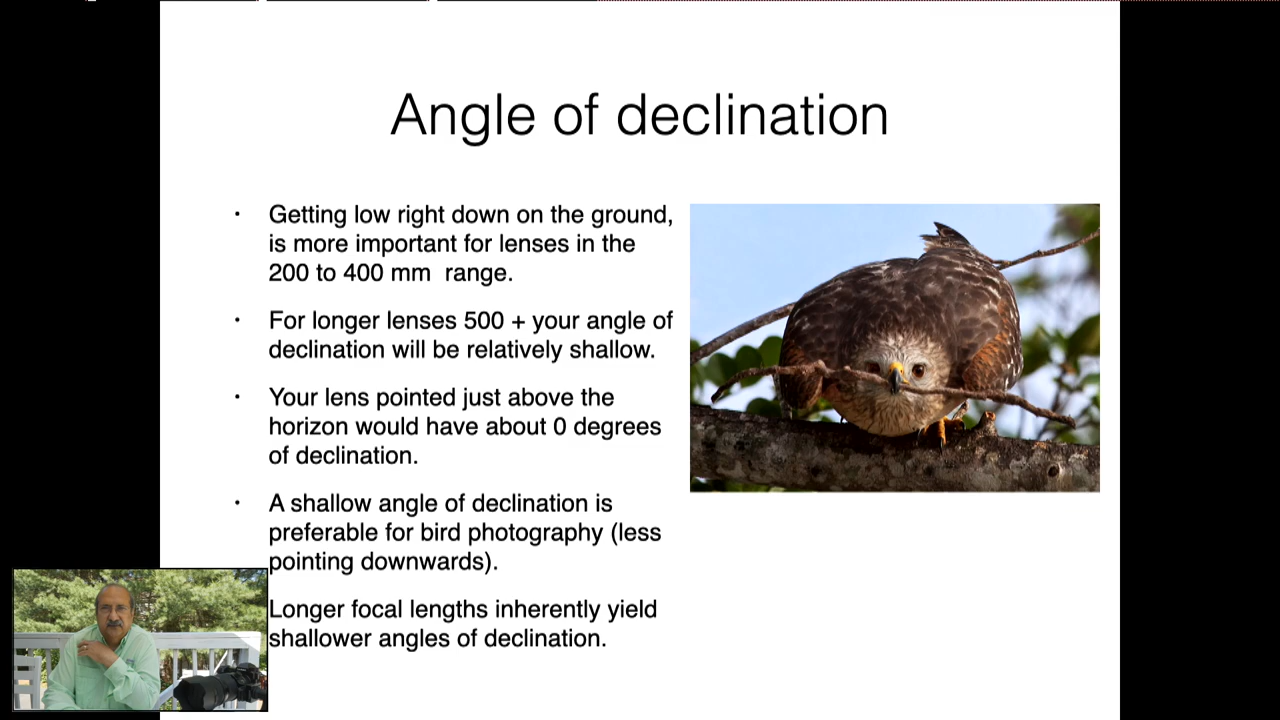 Angle of declination
• Getting low right down on the ground,
is more important for lenses in the
200 to 400 mm  range.
• For longer lenses 500 + your angle of
declination will be relatively shallow.
• Your lens pointed just above the
horizon would have about 0 degrees
of declination.
• A shallow angle of declination is
preferable for bird photography (less
pointing downwards).
Longer focal lengths inherently yield
shallower angles of declination.